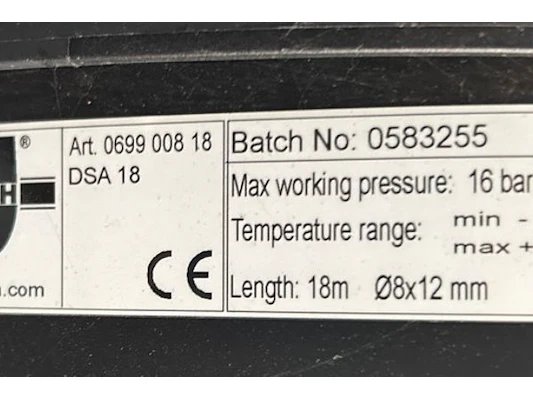 ®
H
.com
Art. 0699 008 18
DSA 18
CE
Batch No: 0583255
Max working pressure: 16 bar
Temperature range: min -
max +
Length: 18m Ø8x12 mm